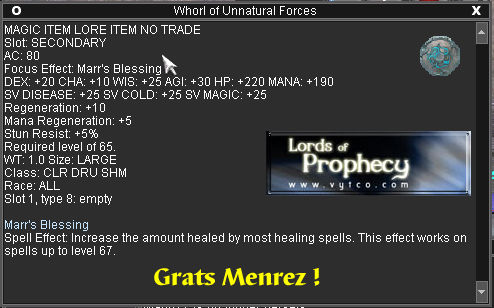 O Whorl of Unnatural Forces X
MAGIC ITEM LORE ITEM NO TRADE
Slot: SECONDARY
AC: 80
Focus Effect: Marr's Blessing
DEX: +20 CHA: +10 WIS: +25 AGI: +30 HP: +220 MANA: +190
SV DISEASE: +25 SV COLD: +25 SV MAGIC: +25
Regeneration: +10
Mana Regeneration: +5
Stun Resist: +5%
Required level of 65.
WT: 1.0 Size: LARGE
Class: CLR DRU SHM
Race: ALL
Slot 1, type 8: empty
Lords of
Prophecy
www.vytco.com
Marr's Blessing
Spell Effect: Increase the amount healed by most healing spells. This effect works on
spells up to level 67.
Grats Menrez !